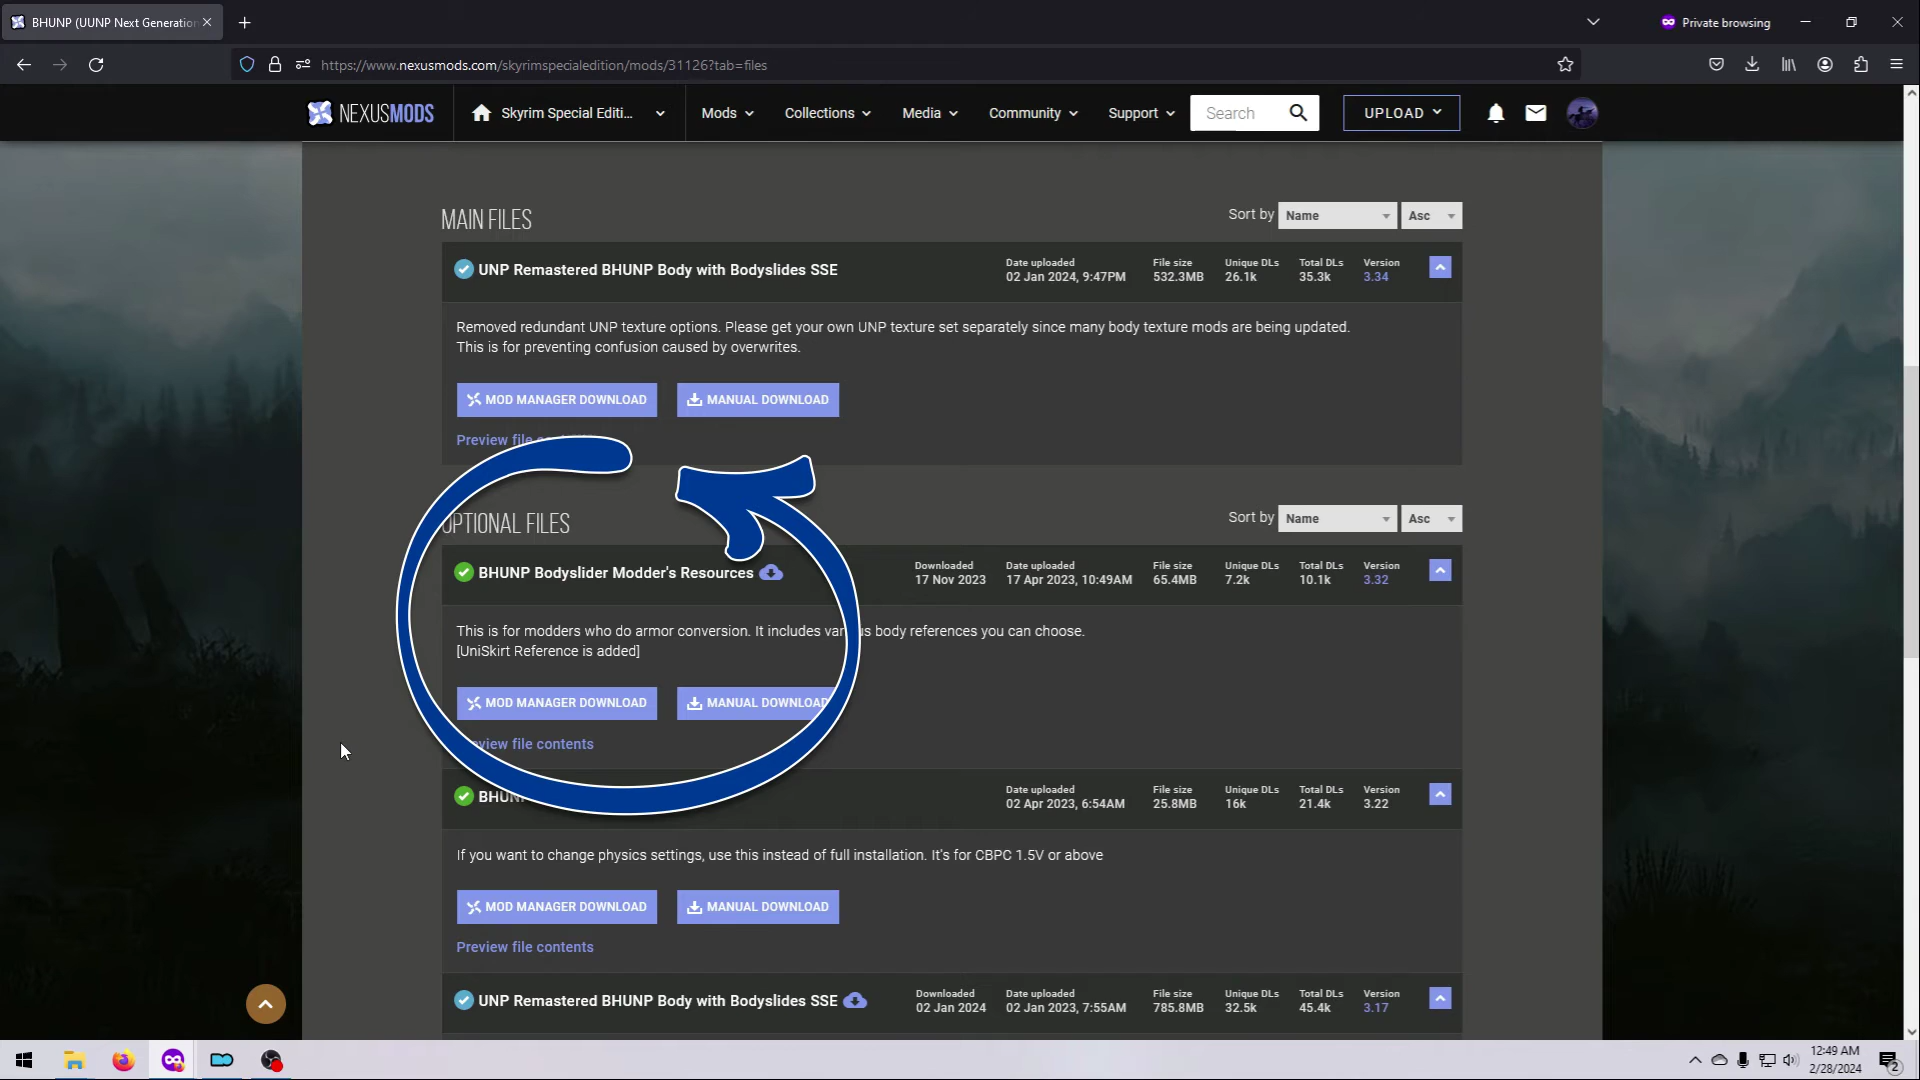 BHUNP (UUNP Next Generation
Private browsing
https://www.nexusmods.com/skyrimspecialedition/mods/31126?tab=files
NEXUSMODS
Skyrim Special Editi...
Mods
Collections
Media
Community
Support
Search
UPLOAD
MAIN FILES
Sort by Name Asc
UNP Remastered BHUNP Body with Bodyslides SSE
Date uploaded File size Unique DLs Total DLs Version
02 Jan 2024, 9:47PM 532.3MB 26.1k 35.3k 3.34
Removed redundant UNP texture options. Please get your own UNP texture set separately since many body texture mods are being updated.
This is for preventing confusion caused by overwrites.
MOD MANAGER DOWNLOAD MANUAL DOWNLOAD
Preview file
OPTIONAL FILES
Sort by Name Asc
BHUNP Bodyslider Modder's Resources
Downloaded Date uploaded File size Unique DLs Total DLs Version
17 Nov 2023 17 Apr 2023, 10:49AM 65.4MB 7.2k 10.1k 3.32
This is for modders who do armor conversion. It includes various body references you can choose.
[UniSkirt Reference is added]
MOD MANAGER DOWNLOAD MANUAL DOWNLOAD
Preview file contents
BHUNP
Date uploaded File size Unique DLs Total DLs Version
02 Apr 2023, 6:54AM 25.8MB 16k 21.4k 3.22
If you want to change physics settings, use this instead of full installation. It's for CBPC 1.5V or above
MOD MANAGER DOWNLOAD MANUAL DOWNLOAD
Preview file contents
UNP Remastered BHUNP Body with Bodyslides SSE
Downloaded Date uploaded File size Unique DLs Total DLs Version
02 Jan 2024 02 Jan 2023, 7:55AM 785.8MB 32.5k 45.4k 3.17
12:49 AM
2/28/2024
2